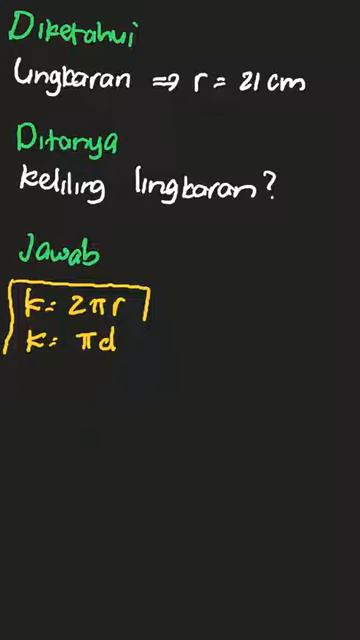 Diketahui
Lingkaran => r = 21 cm
Ditanya
keliling lingkaran?
Jawab
k = 2πr
k = πd